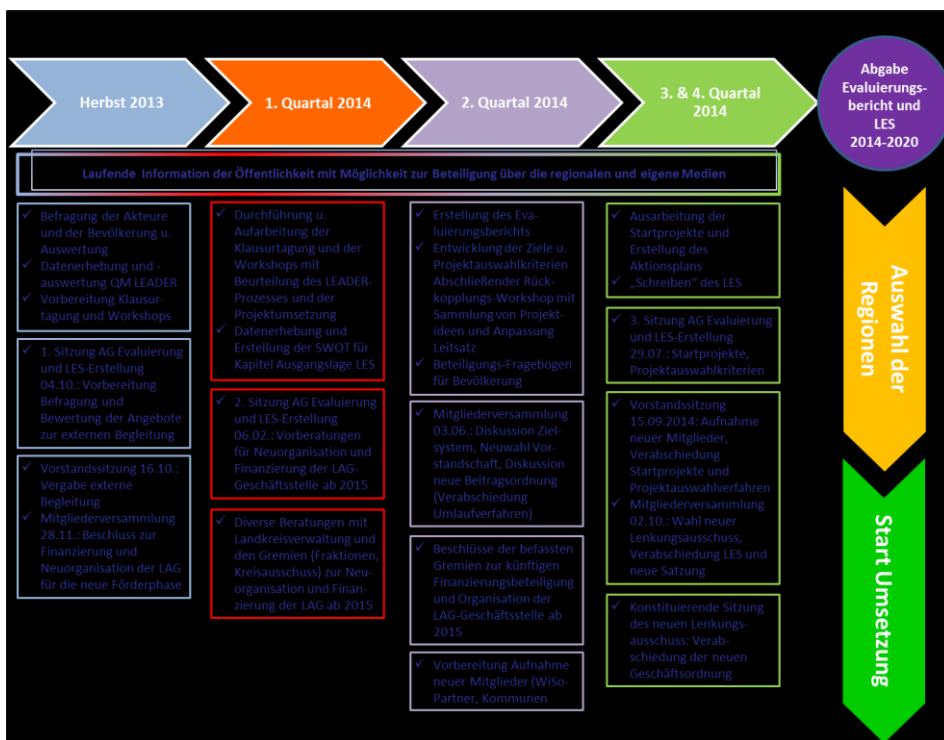 Herbst 2013
1. Quartal 2014
2. Quartal 2014
3. & 4. Quartal
2014
Abgabe
Evaluierungs-
bericht und
LES
2014-2020
Laufende Information der Öffentlichkeit mit Möglichkeit zur Beteiligung über die regionalen und eigene Medien
✓ Befragung der Akteure
und der Bevölkerung u.
Auswertung
✓ Datenerhebung und -
auswertung QM LEADER
✓ Vorbereitung Klausur-
tagung und Workshops
✓ 1. Sitzung AG Evaluierung
und LES-Erstellung
04.10.: Vorbereitung
Befragung und
Bewertung der Angebote
zur externen Begleitung
✓ Vorstandssitzung 16.10.:
Vergabe externe
Begleitung
✓ Mitgliederversammlung
28.11.: Beschluss zur
Finanzierung und
Neuorganisation der LAG
für die neue Förderphase
✓ Durchführung u.
Aufarbeitung der
Klausurtagung und der
Workshops mit
Beurteilung des LEADER-
Prozesses und der
Projektumsetzung
✓ Datenerhebung und
Erstellung der SWOT für
Kapitel Ausgangslage LES
✓ 2. Sitzung AG Evaluierung
und LES-Erstellung
06.02.: Vorberatungen
für Neuorganisation und
Finanzierung der LAG-
Geschäftsstelle ab 2015
✓ Diverse Beratungen mit
Landkreisverwaltung und
den Gremien (Fraktionen,
Kreisausschuss) zur Neu-
organisation und Finan-
zierung der LAG ab 2015
✓ Erstellung des Eva-
luierungsberichts
✓ Entwicklung der Ziele u.
Projektauswahlkriterien
Abschließender Rück-
kopplungs-Workshop mit
Sammlung von Projekt-
ideen und Anpassung
Leitsatz
✓ Beteiligungs-Fragebogen
für Bevölkerung
✓ Mitgliederversammlung
03.06.: Diskussion Ziel-
system, Neuwahl Vor-
standschaft, Diskussion
neue Beitragsordnung
(Verabschiedung
Umlaufverfahren)
✓ Beschlüsse der befassten
Gremien zur künftigen
Finanzierungsbeteiligung
und Organisation der
LAG-Geschäftsstelle ab
2015
✓ Vorbereitung Aufnahme
neuer Mitglieder (WiSo-
Partner, Kommunen
✓ Ausarbeitung der
Startprojekte und
Erstellung des
Aktionsplans
✓ „Schreiben“ des LES
✓ 3. Sitzung AG Evaluierung
und LES-Erstellung
29.07.: Startprojekte,
Projektauswahlkriterien
✓ Vorstandssitzung
15.09.2014: Aufnahme
neuer Mitglieder,
Verabschiedung
Startprojekte und
Projektauswahlverfahren
✓ Mitgliederversammlung
02.10.: Wahl neuer
Lenkungsausschuss,
Verabschiedung LES und
neue Satzung
✓ Konstituierende Sitzung
des neuen Lenkungs-
ausschuss: Verab-
schiedung der neuen
Geschäftsordnung
Auswahl der
Regionen
Start Umsetzung